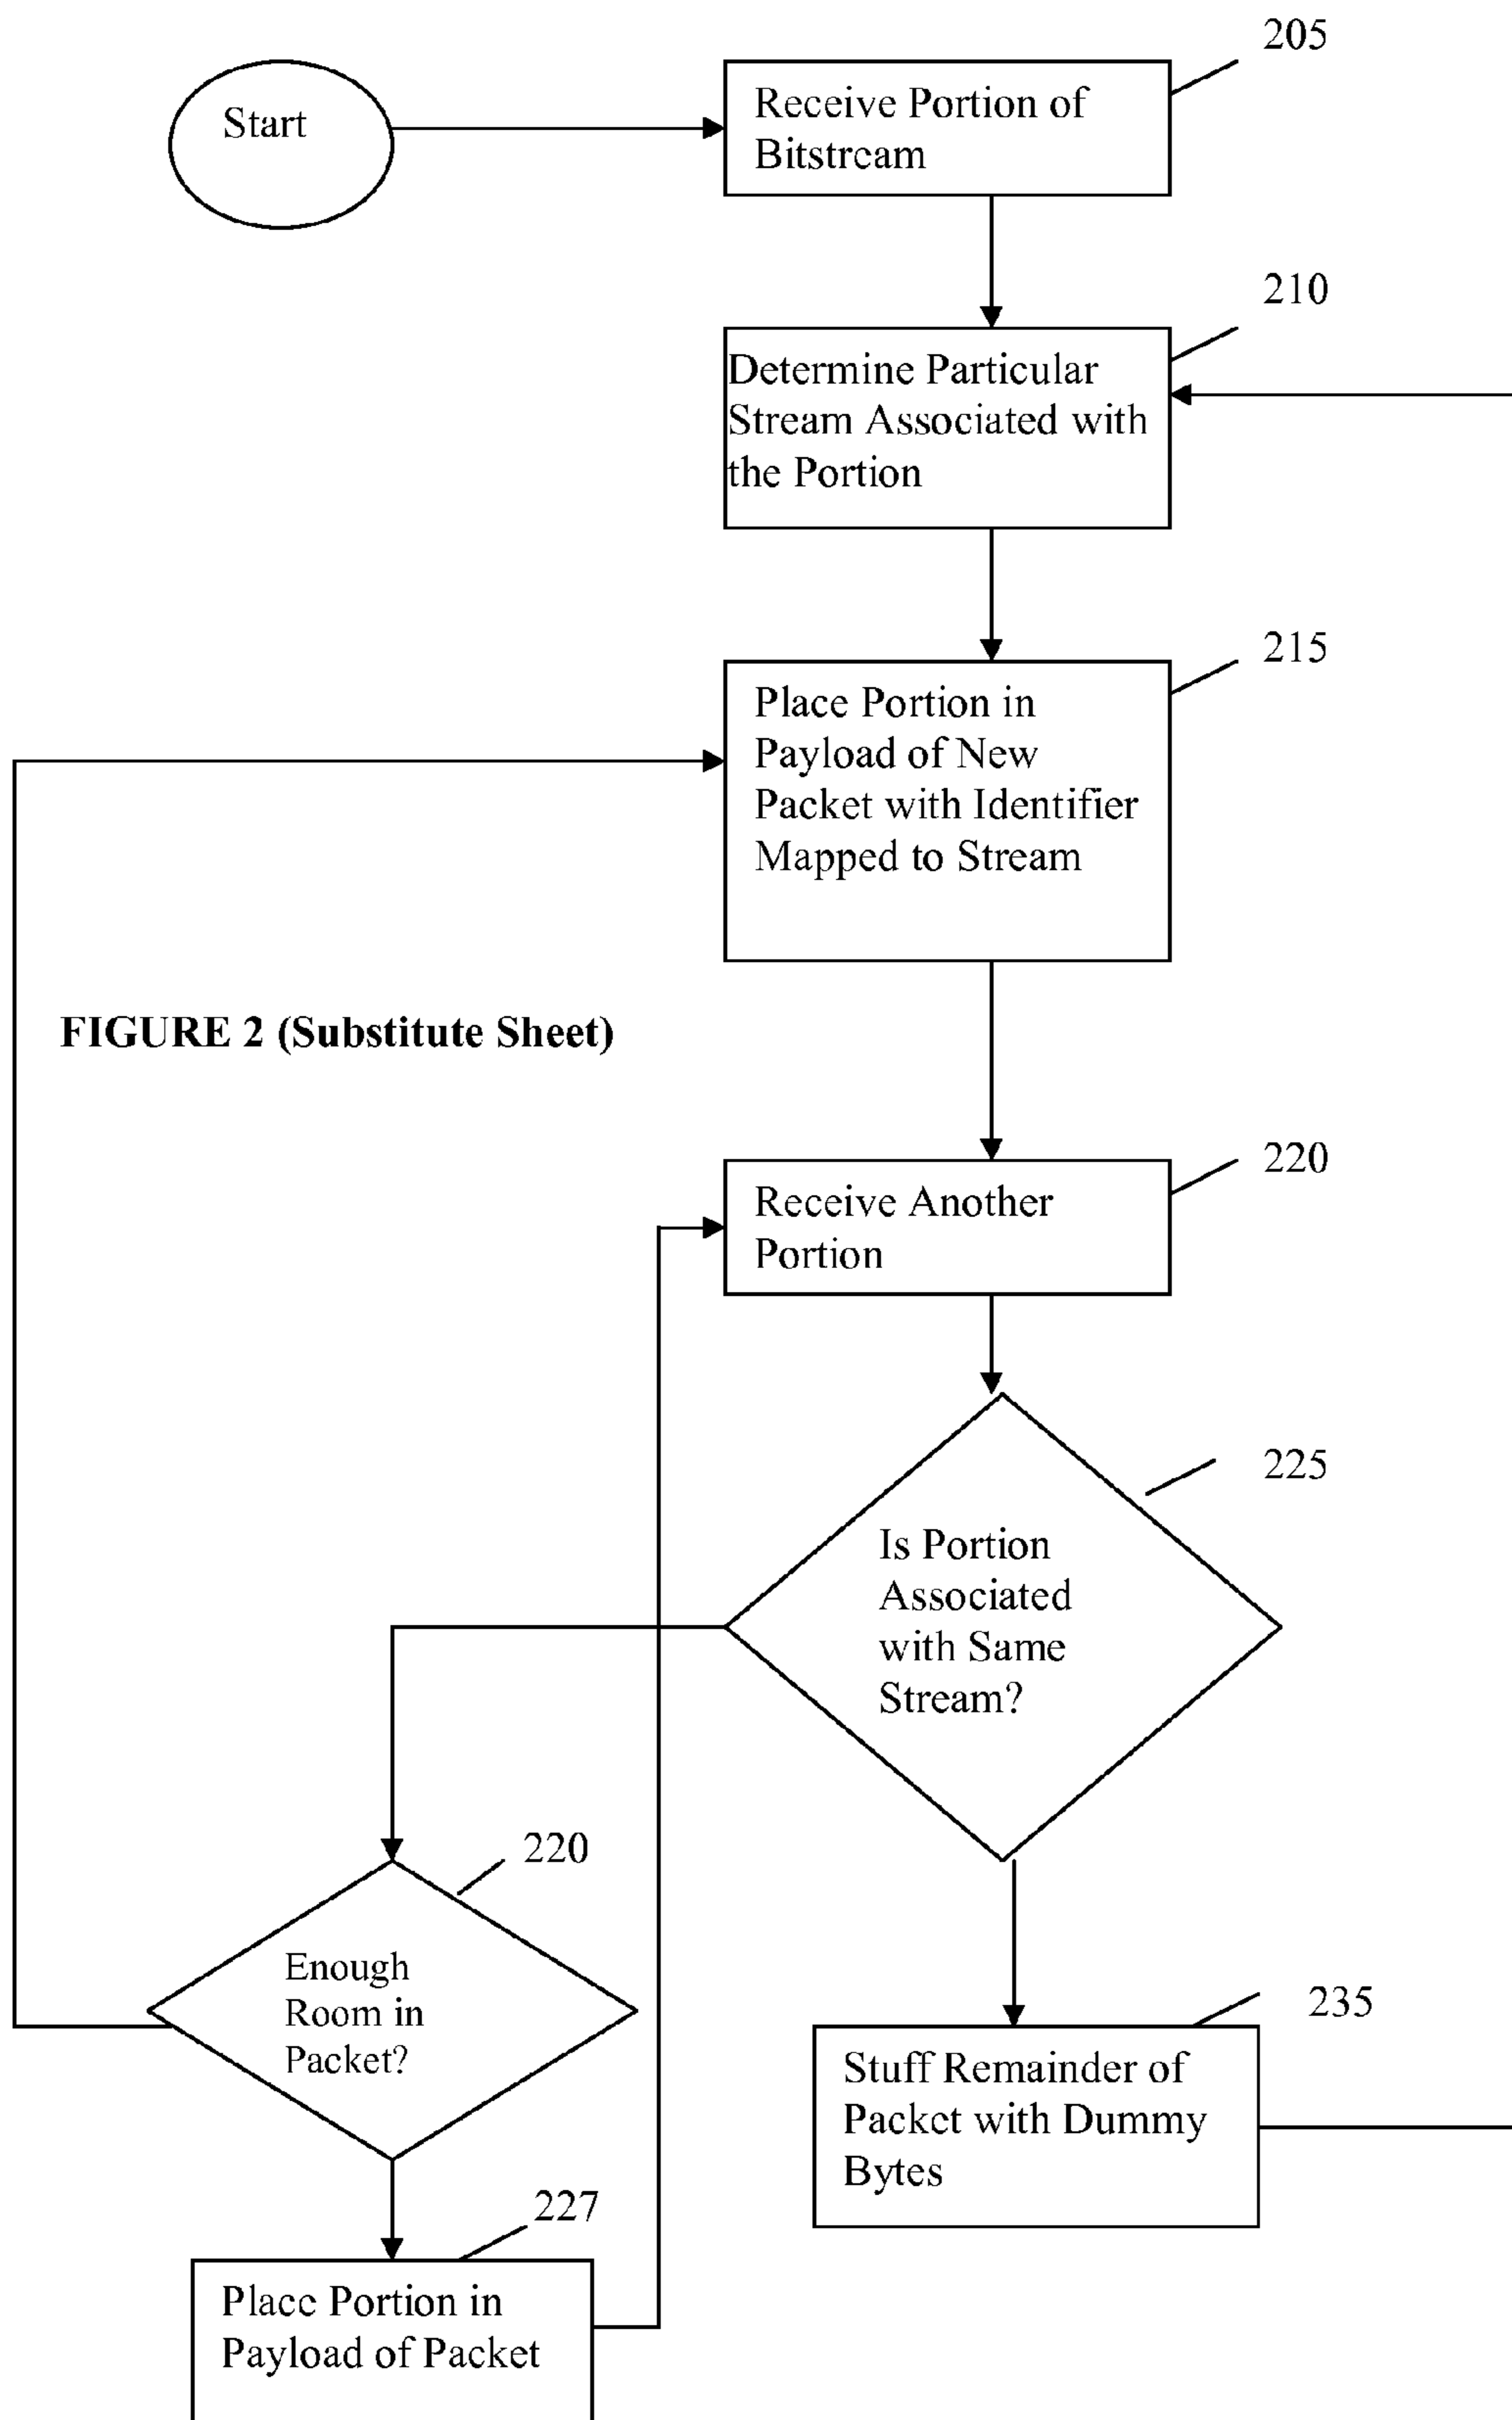 205
Start
Receive Portion of
Bitstream
210
Determine Particular
Stream Associated with
the Portion
215
Place Portion in
Payload of New
Packet with Identifier
Mapped to Stream
FIGURE 2 (Substitute Sheet)
220
Receive Another
Portion
225
Is Portion
Associated
with Same
Stream?
220
Enough
Room in
Packet?
235
Stuff Remainder of
Packet with Dummy
Bytes
227
Place Portion in
Payload of Packet